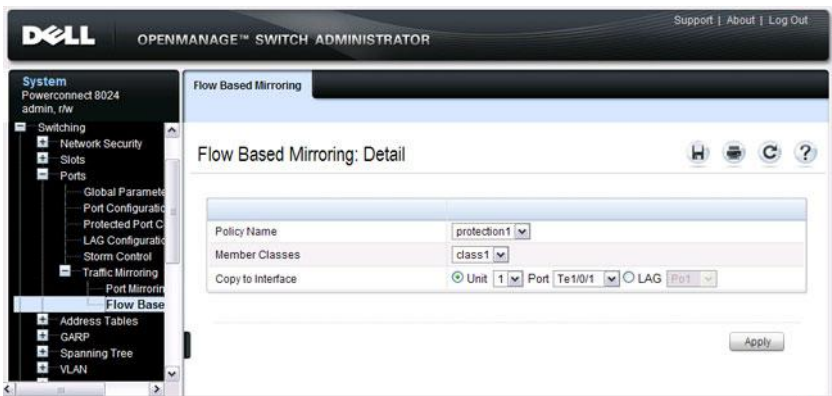 Support | About | Log Out
DELL OPENMANAGE™ SWITCH ADMINISTRATOR
System
Powerconnect 8024
admin, r/w
Switching
Network Security
Slots
Ports
Global Paramete
Port Configuratio
Protected Port C
LAG Configuratio
Storm Control
Traffic Mirroring
Port Mirrorin
Flow Base
Address Tables
GARP
Spanning Tree
VLAN
Flow Based Mirroring
Flow Based Mirroring: Detail
?
Policy Name protection1
Member Classes class1
Copy to Interface Unit 1 Port Te1/0/1 LAG Po1
Apply